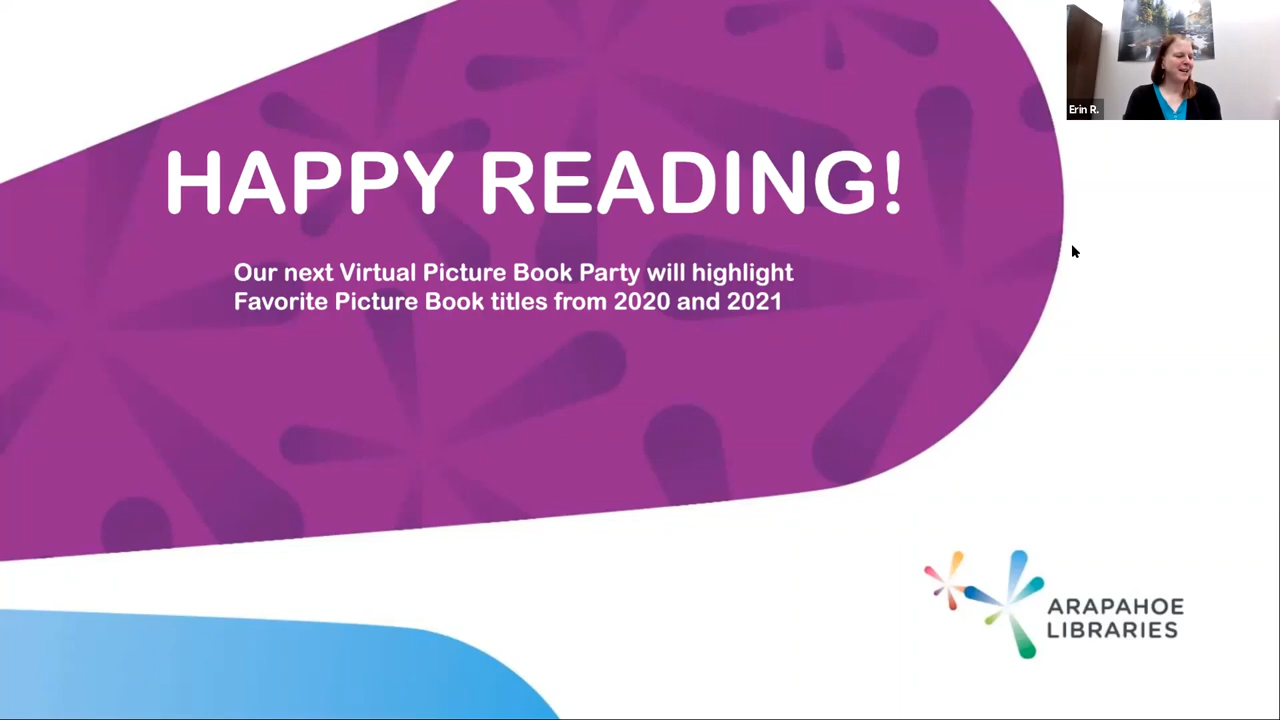 HAPPY READING!
Our next Virtual Picture Book Party will highlight
Favorite Picture Book titles from 2020 and 2021
Erin R.
ARAPAHOE
LIBRARIES